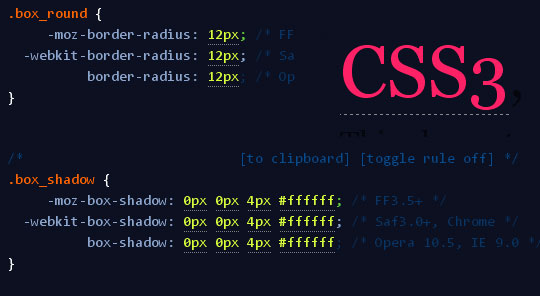 .box_round {
-moz-border-radius: 12px; /* FF
-webkit-border-radius: 12px; /* Sa
border-radius: 12px; /* Op
}
CSS3,
/* [to clipboard] [toggle rule off] */
.box_shadow {
-moz-box-shadow: 0px 0px 4px #ffffff; /* FF3.5+ */
-webkit-box-shadow: 0px 0px 4px #ffffff; /* Saf3.0+, Chrome */
box-shadow: 0px 0px 4px #ffffff; /* Opera 10.5, IE 9.0 */
}